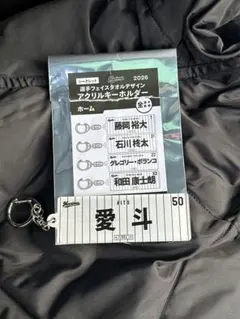 シークレット
2026
選手フェイスタオルデザイン
アクリルキーホルダー
ホーム
藤岡 裕大
石川 柊太
グレゴリー・ポランコ
和田 康士朗
AITO
50
愛斗